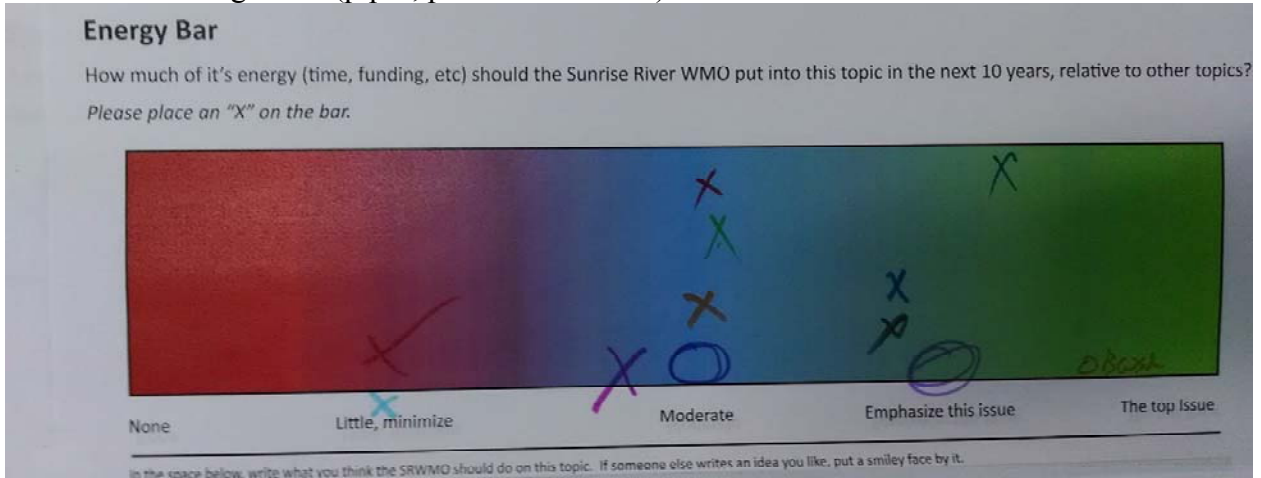 Energy Bar
How much of it's energy (time, funding, etc) should the Sunrise River WMO put into this topic in the next 10 years, relative to other topics?
Please place an "X" on the bar.
X
X X
X
X
X
X X
X
None Little, minimize Moderate Emphasize this issue The top Issue
In the space below, write what you think the SRWMO should do on this topic. If someone else writes an idea you like, put a smiley face by it.